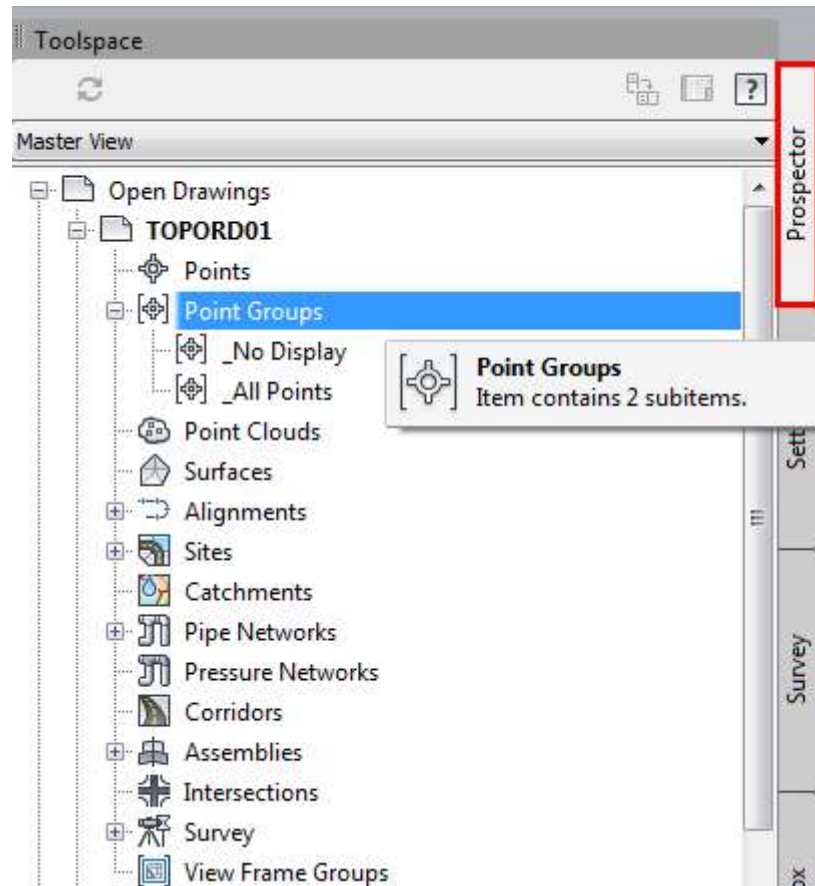 Toolspace
?
Master View
Open Drawings
TOPORD01
Points
Point Groups
_No Display
_All Points
Point Groups
Item contains 2 subitems.
Point Clouds
Surfaces
Alignments
Sites
Catchments
Pipe Networks
Pressure Networks
Corridors
Assemblies
Intersections
Survey
View Frame Groups
Prospector
Sett
Survey
ox